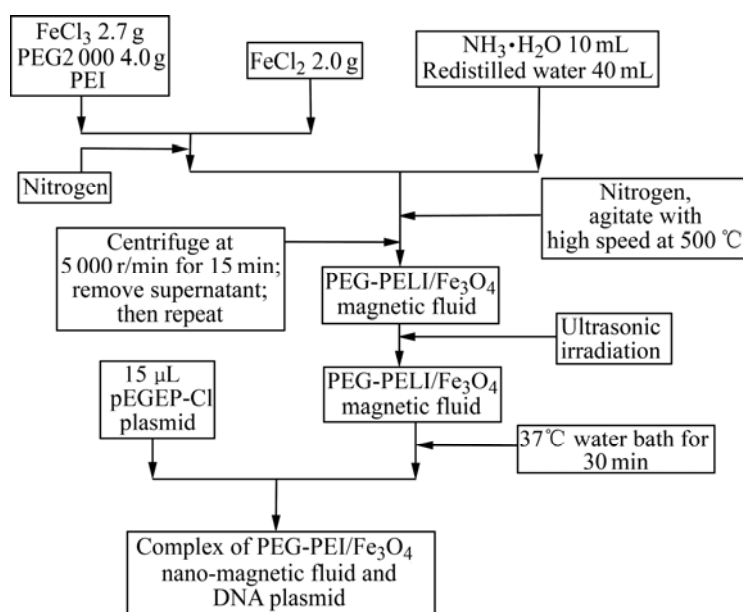 FeCl₃ 2.7 g
PEG2 000 4.0 g
PEI
FeCl₂ 2.0 g
NH₃·H₂O 10 mL
Redistilled water 40 mL
Nitrogen
Nitrogen,
agitate with
high speed at 500 ℃
Centrifuge at
5 000 r/min for 15 min;
remove supernatant;
then repeat
PEG-PELI/Fe₃O₄
magnetic fluid
Ultrasonic
irradiation
15 μL
pEGEP-Cl
plasmid
PEG-PELI/Fe₃O₄
magnetic fluid
37℃ water bath for
30 min
Complex of PEG-PEI/Fe₃O₄
nano-magnetic fluid and
DNA plasmid